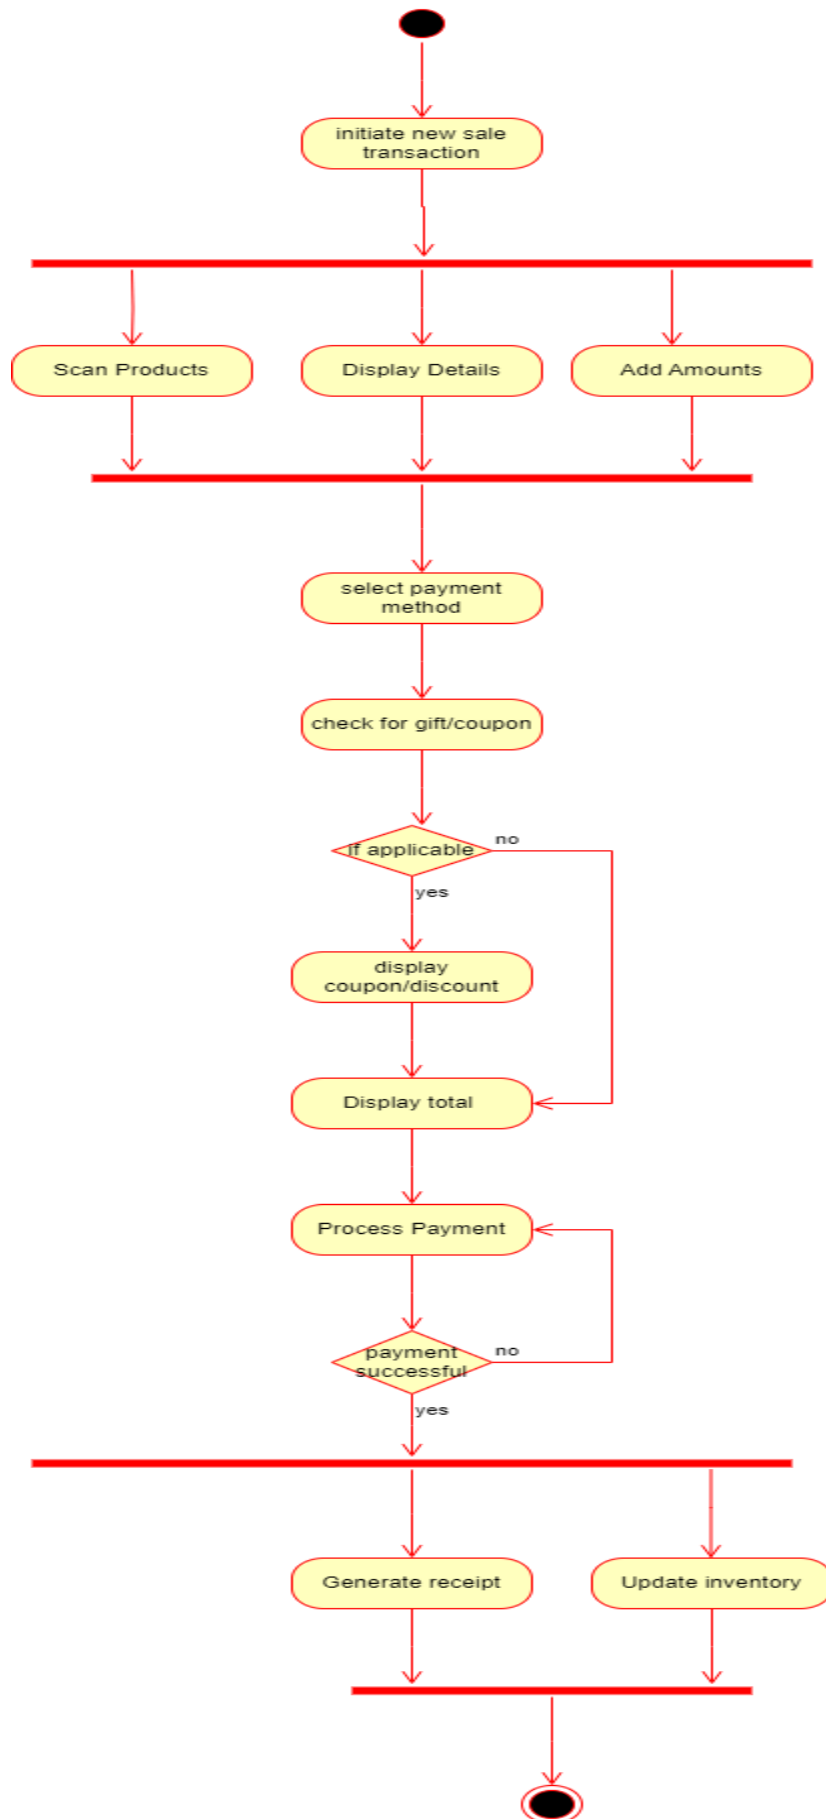 initiate new sale
transaction
Scan Products
Display Details
Add Amounts
select payment
method
check for gift/coupon
if applicable
no
yes
display
coupon/discount
Display total
Process Payment
payment
successful
no
yes
Generate receipt
Update inventory